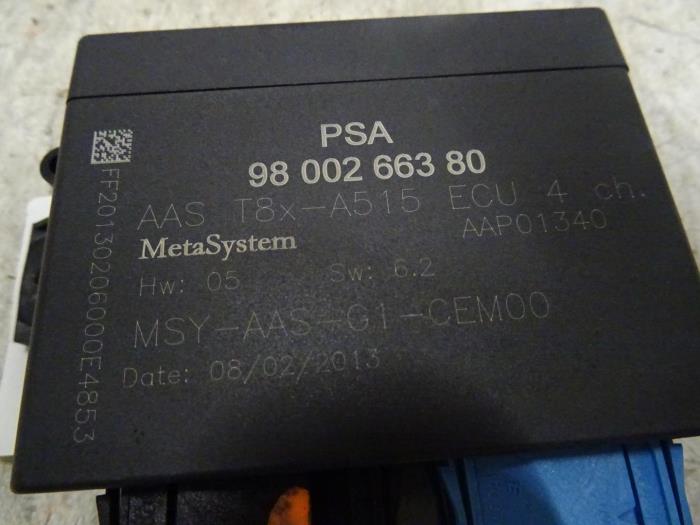 PSA
98 002 663 80
AAS T8x-A515 ECU 4 ch.
MetaSystem AAP01340
Hw: 05 Sw: 6.2
MSY-AAS-G1-CEM00
Date: 08/02/2013
FF201302060000E4853